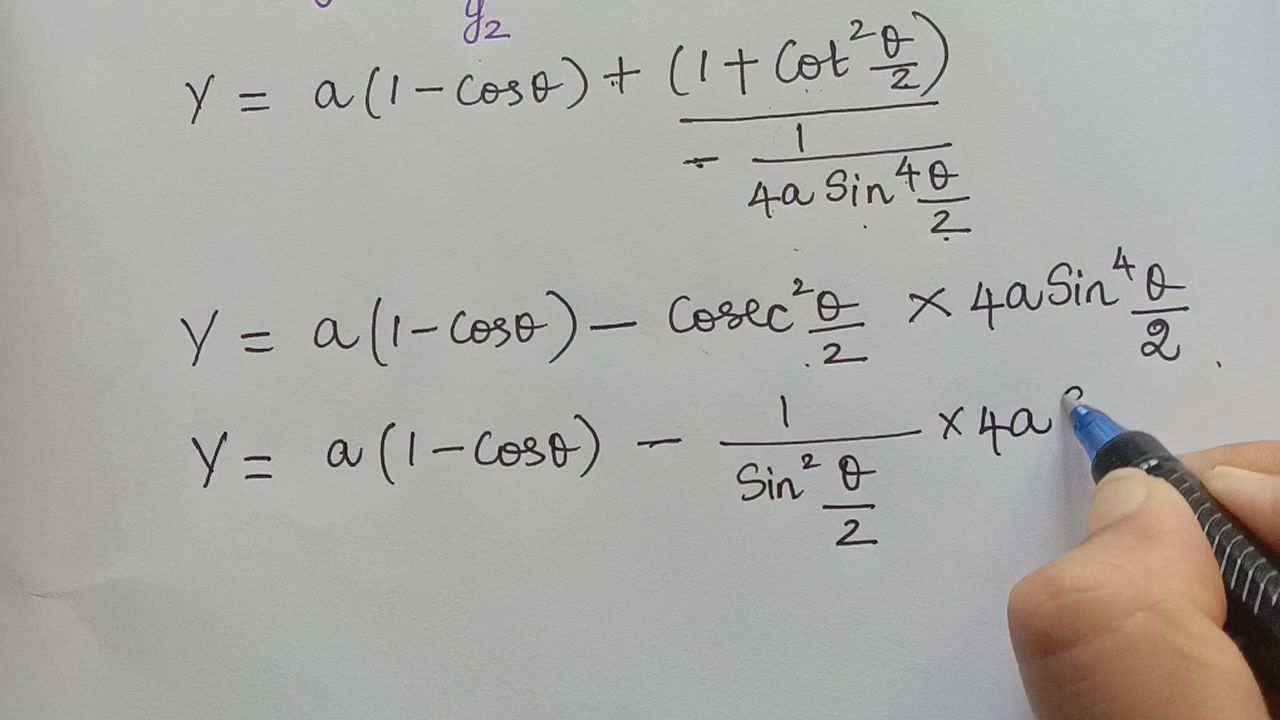 y₂
Y = a(1-cosθ) + (1 + Cot²θ/2) / - 1/(4a Sin⁴θ/2)
Y = a(1-cosθ) - Cosec²θ/2 × 4a Sin⁴θ/2
Y = a(1-cosθ) - 1/(Sin²θ/2) × 4a